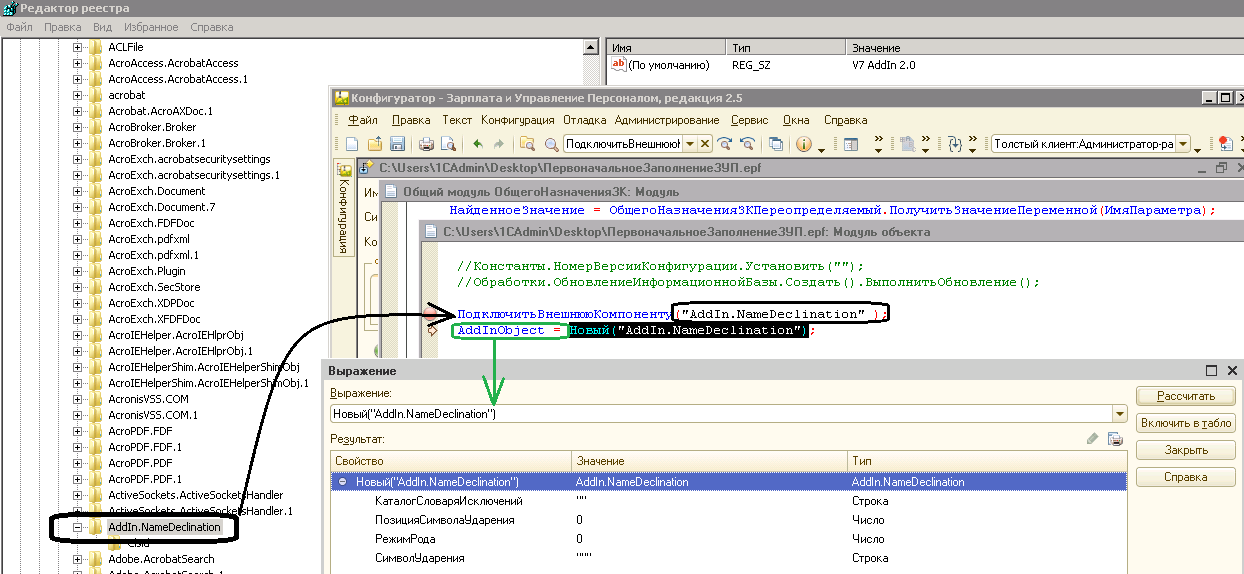 Редактор реестра
Файл Правка Вид Избранное Справка
ACLFile
AcroAccess.AcrobatAccess
AcroAccess.AcrobatAccess.1
acrobat
Acrobat.AcroAXDoc.1
AcroBroker.Broker
AcroBroker.Broker.1
AcroExch.acrobatsecuritysettings
AcroExch.acrobatsecuritysettings.1
AcroExch.Document
AcroExch.Document.7
AcroExch.FDFDoc
AcroExch.pdfxml
AcroExch.pdfxml.1
AcroExch.Plugin
AcroExch.SecStore
AcroExch.XDPDoc
AcroExch.XFDFDoc
AcroIEHelper.AcroIEHlprObj
AcroIEHelper.AcroIEHlprObj.1
AcroIEHelperShim.AcroIEHelperShimObj
AcroIEHelperShim.AcroIEHelperShimObj.1
AcronisVSS.COM
AcronisVSS.COM.1
AcroPDF.FDF
AcroPDF.FDF.1
AcroPDF.PDF
AcroPDF.PDF.1
ActiveSockets.ActiveSocketsHandler
ActiveSockets.ActiveSocketsHandler.1
AddIn.NameDeclination
Clsid
Adobe.AcrobatSearch
Adobe.AcrobatSearch.1
Имя Тип Значение
(По умолчанию) REG_SZ V7 AddIn 2.0
Конфигуратор - Зарплата и Управление Персоналом, редакция 2.5
Файл Правка Текст Конфигурация Отладка Администрирование Сервис Окна Справка
ПодключитьВнешнюю Толстый клиент:Администратор-ра
Конфигурация
C:\Users\1CAdmin\Desktop\ПервоначальноеЗаполнениеЗУП.epf
Им
Си
Ко
Общий модуль ОбщегоНазначенияЗК: Модуль
НайденноеЗначение = ОбщегоНазначенияЗКПереопределяемый.ПолучитьЗначениеПеременной(ИмяПараметра);
C:\Users\1CAdmin\Desktop\ПервоначальноеЗаполнениеЗУП.epf: Модуль объекта
//Константы.НомерВерсииКонфигурации.Установить("");
//Обработки.ОбновлениеИнформационнойБазы.Создать().ВыполнитьОбновление();
ПодключитьВнешнююКомпоненту("AddIn.NameDeclination" );
AddInObject = Новый("AddIn.NameDeclination");
Выражение
Выражение:
Новый("AddIn.NameDeclination")
Результат:
Свойство Значение Тип
Новый("AddIn.NameDeclination") AddIn.NameDeclination AddIn.NameDeclination
КаталогСловаряИсключений "" Строка
ПозицияСимволаУдарения 0 Число
РежимРода 0 Число
СимволУдарения """ Строка
Рассчитать
Включить в табло
Закрыть
Справка